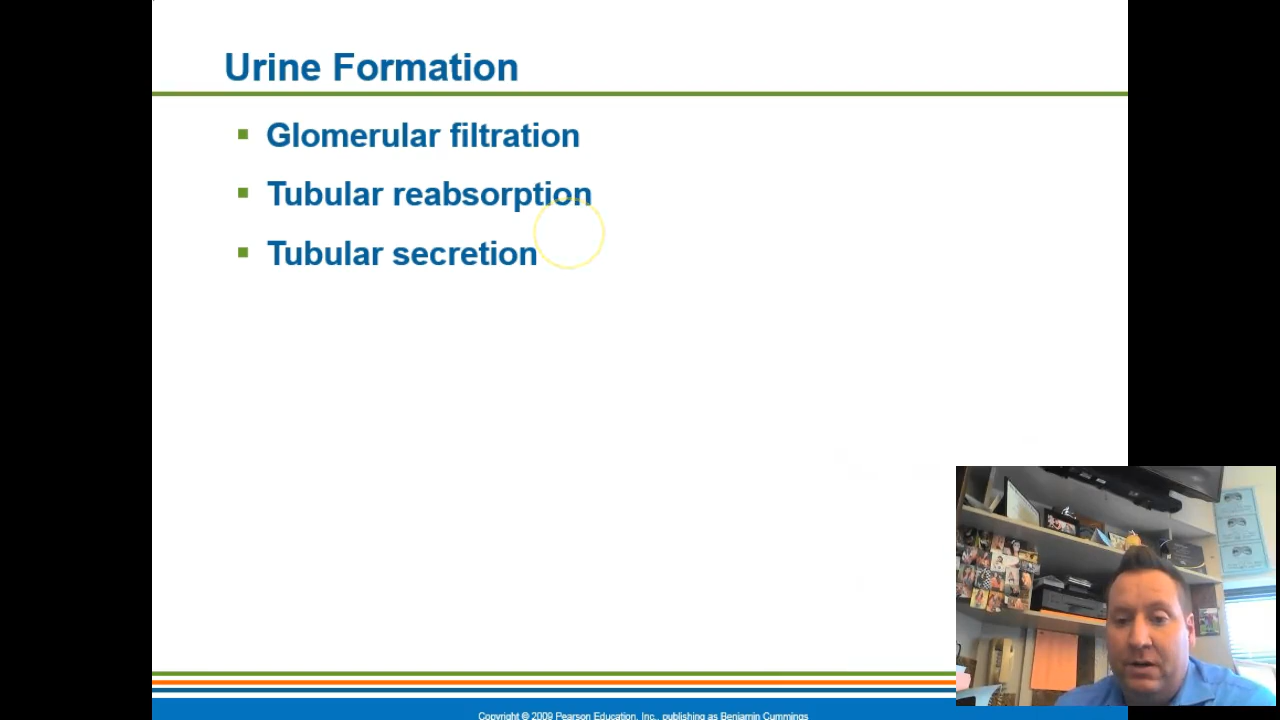 Urine Formation
Glomerular filtration
Tubular reabsorption
Tubular secretion
Copyright © 2009 Pearson Education, Inc., publishing as Benjamin Cummings